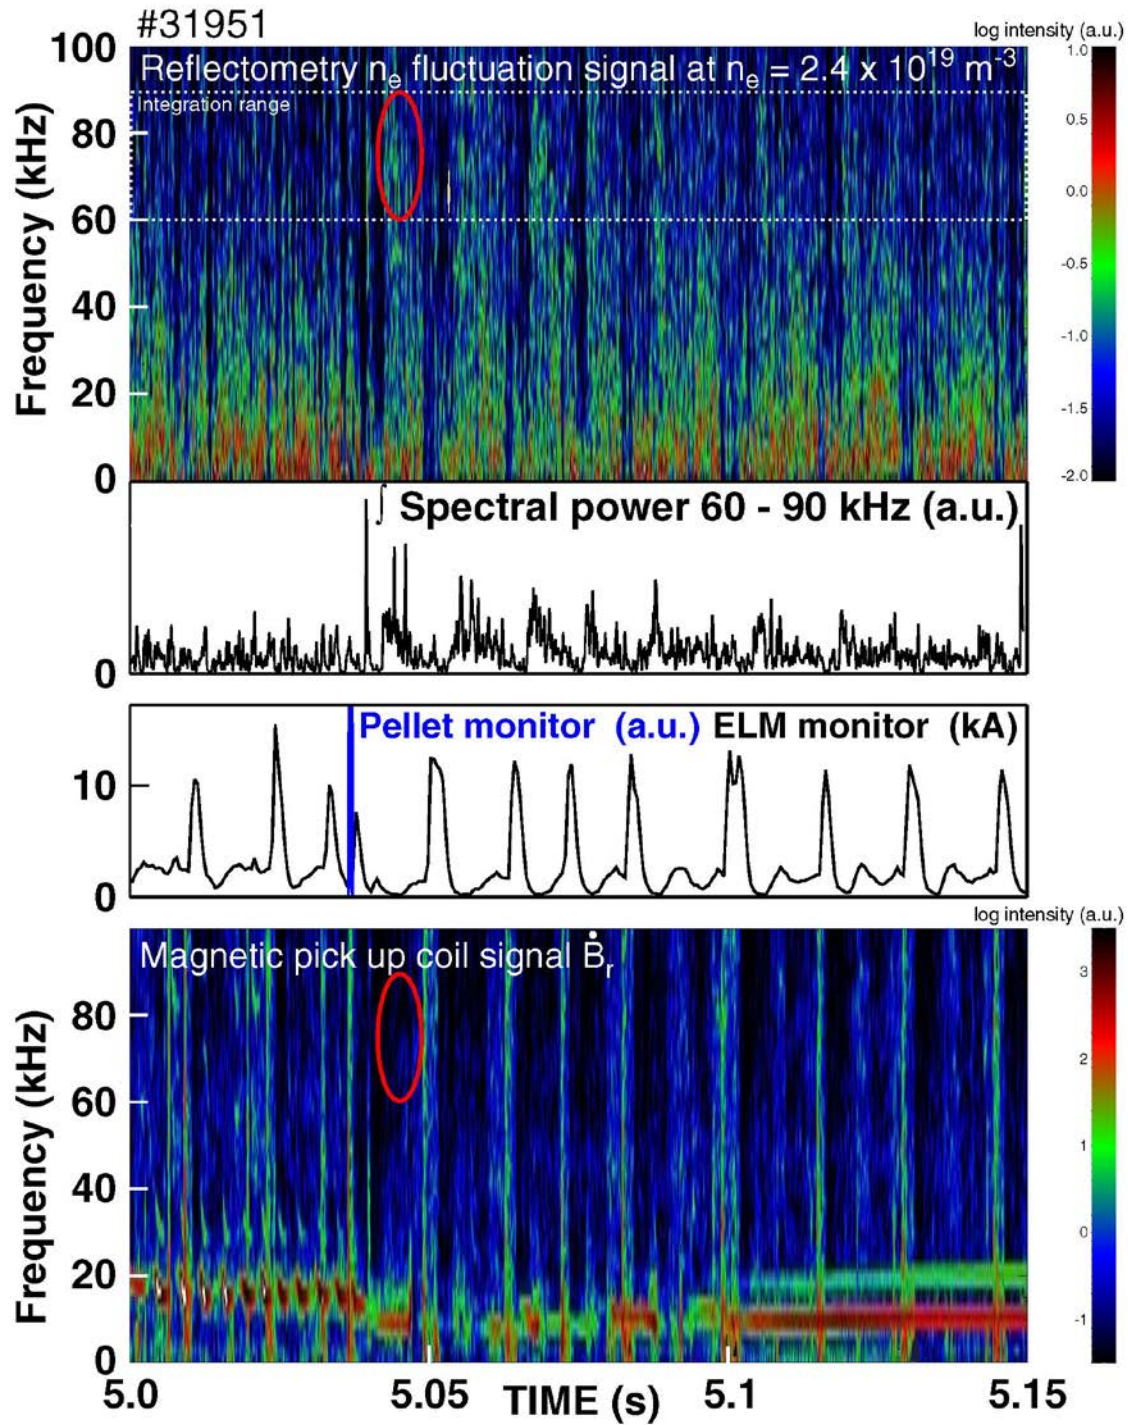 #31951
log intensity (a.u.)
Reflectometry nₑ fluctuation signal at nₑ = 2.4 x 10¹⁹ m⁻³
Integration range
Frequency (kHz)
100
80
60
40
20
0
1.0
0.5
0.0
-0.5
-1.0
-1.5
-2.0
∫ Spectral power 60 - 90 kHz (a.u.)
0
Pellet monitor (a.u.) ELM monitor (kA)
10
0
log intensity (a.u.)
Magnetic pick up coil signal Ḃᵣ
Frequency (kHz)
80
60
40
20
0
3
2
1
0
-1
5.0 5.05 5.1 5.15
TIME (s)